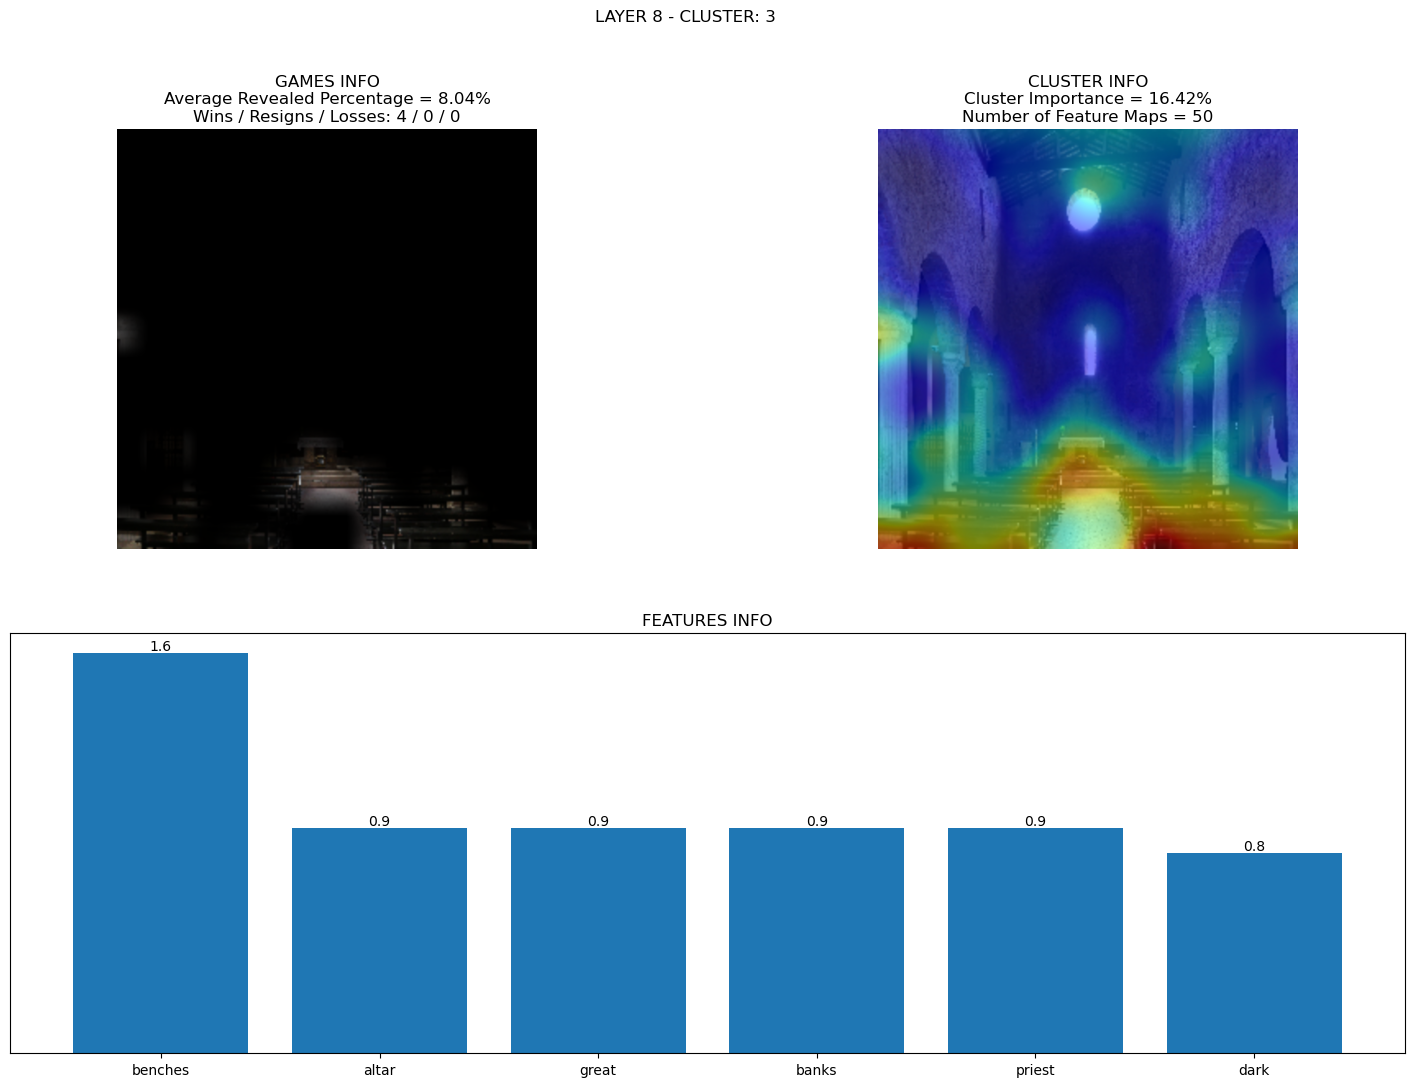 LAYER 8 - CLUSTER: 3
GAMES INFO
Average Revealed Percentage = 8.04%
Wins / Resigns / Losses: 4 / 0 / 0
CLUSTER INFO
Cluster Importance = 16.42%
Number of Feature Maps = 50
FEATURES INFO
1.6
0.9
0.9
0.9
0.9
0.8
benches
altar
great
banks
priest
dark